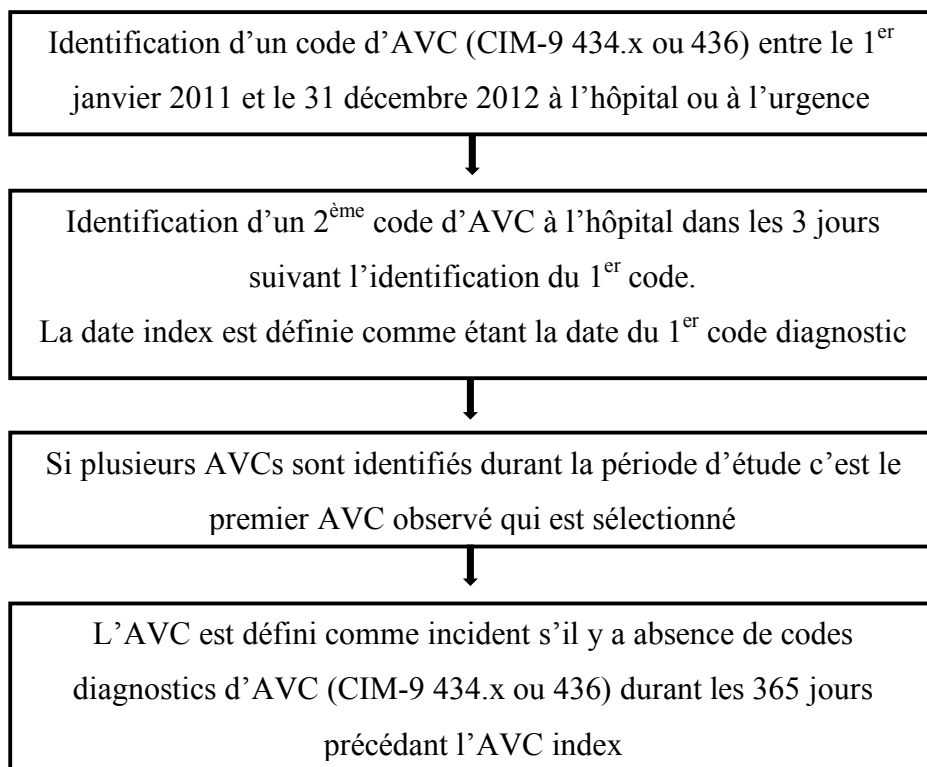 Identification d’un code d’AVC (CIM-9 434.x ou 436) entre le 1er
janvier 2011 et le 31 décembre 2012 à l’hôpital ou à l’urgence
Identification d’un 2ème code d’AVC à l’hôpital dans les 3 jours
suivant l’identification du 1er code.
La date index est définie comme étant la date du 1er code diagnostic
Si plusieurs AVCs sont identifiés durant la période d’étude c’est le
premier AVC observé qui est sélectionné
L’AVC est défini comme incident s’il y a absence de codes
diagnostics d’AVC (CIM-9 434.x ou 436) durant les 365 jours
précédant l’AVC index